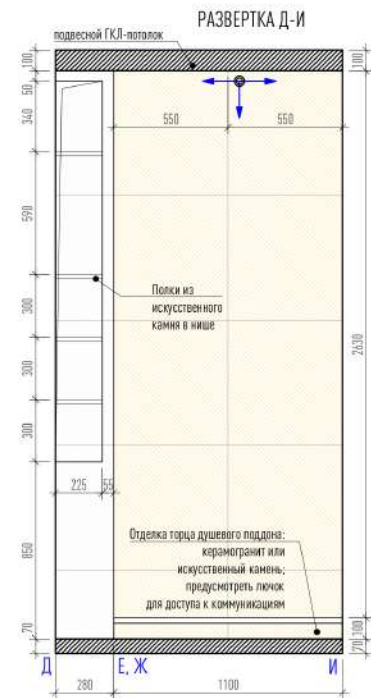 РАЗВЕРТКА Д-И
подвесной ГКЛ-потолок
100
100
50
340
550
550
590
Полки из
искусственного
камня в нише
300
2630
300
300
225
55
Отделка торца душевого поддона:
керамогранит или
искусственный камень;
предусмотреть лючок
для доступа к коммуникациям
850
70
100
70
Д
Е, Ж
И
280
1100